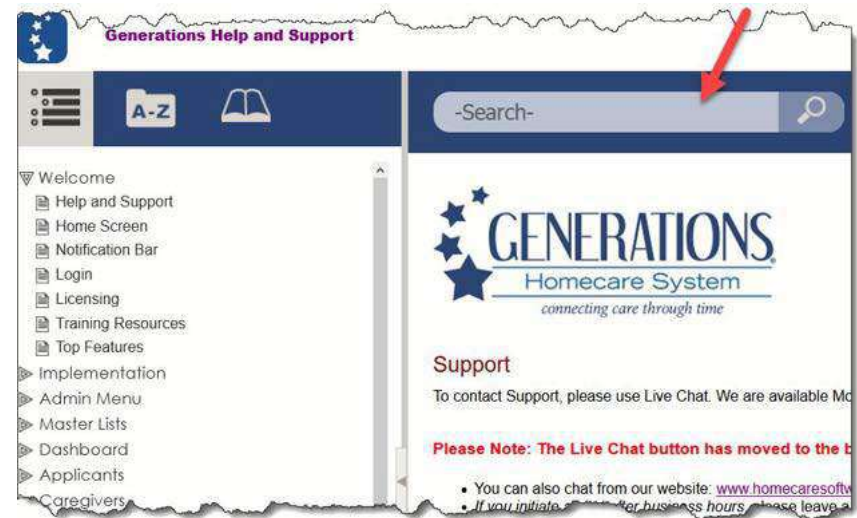 Generations Help and Support
A-Z
-Search-
Welcome
Help and Support
Home Screen
Notification Bar
Login
Licensing
Training Resources
Top Features
Implementation
Admin Menu
Master Lists
Dashboard
Applicants
Caregivers
GENERATIONS
Homecare System
connecting care through time
Support
To contact Support, please use Live Chat. We are available Mo
Please Note: The Live Chat button has moved to the b
• You can also chat from our website: www.homecaresoftw
• If you initiate after business hours, please leave a